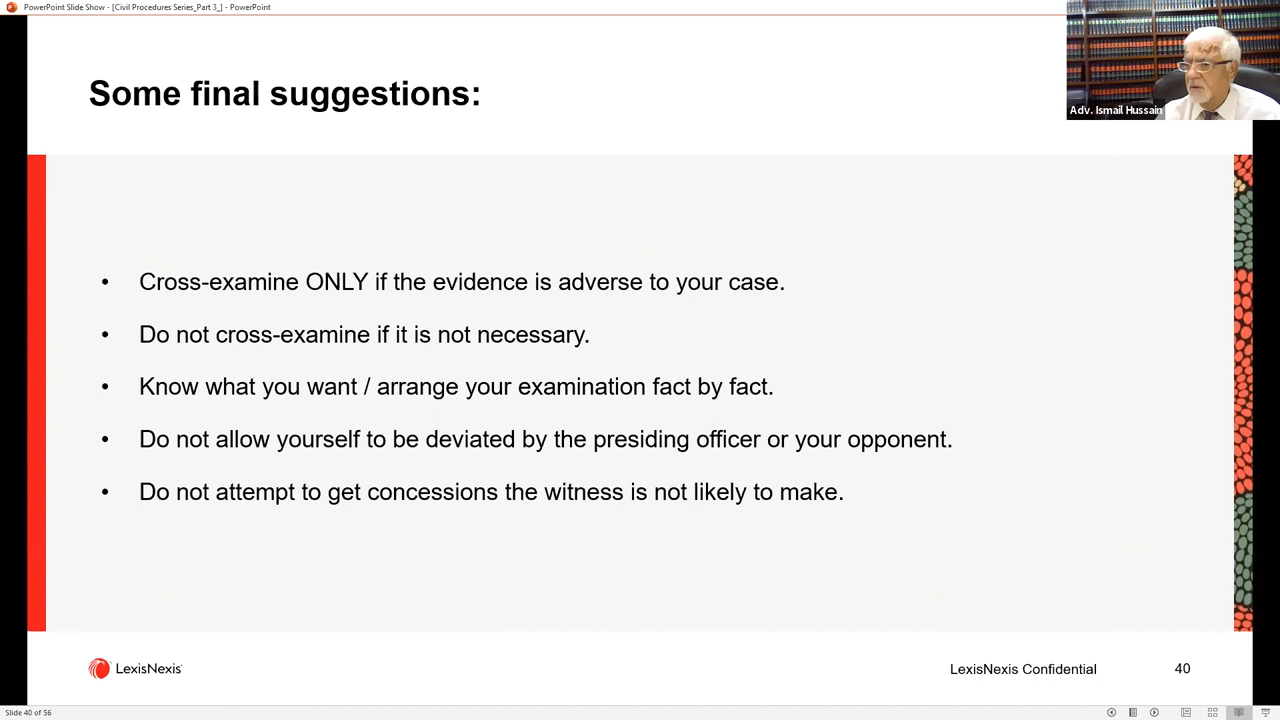 PowerPoint Slide Show - [Civil Procedures Series_Part 3_] - PowerPoint
Adv. Ismail Hussain
Some final suggestions:
• Cross-examine ONLY if the evidence is adverse to your case.
• Do not cross-examine if it is not necessary.
• Know what you want / arrange your examination fact by fact.
• Do not allow yourself to be deviated by the presiding officer or your opponent.
• Do not attempt to get concessions the witness is not likely to make.
LexisNexis
LexisNexis Confidential
40
Slide 40 of 56